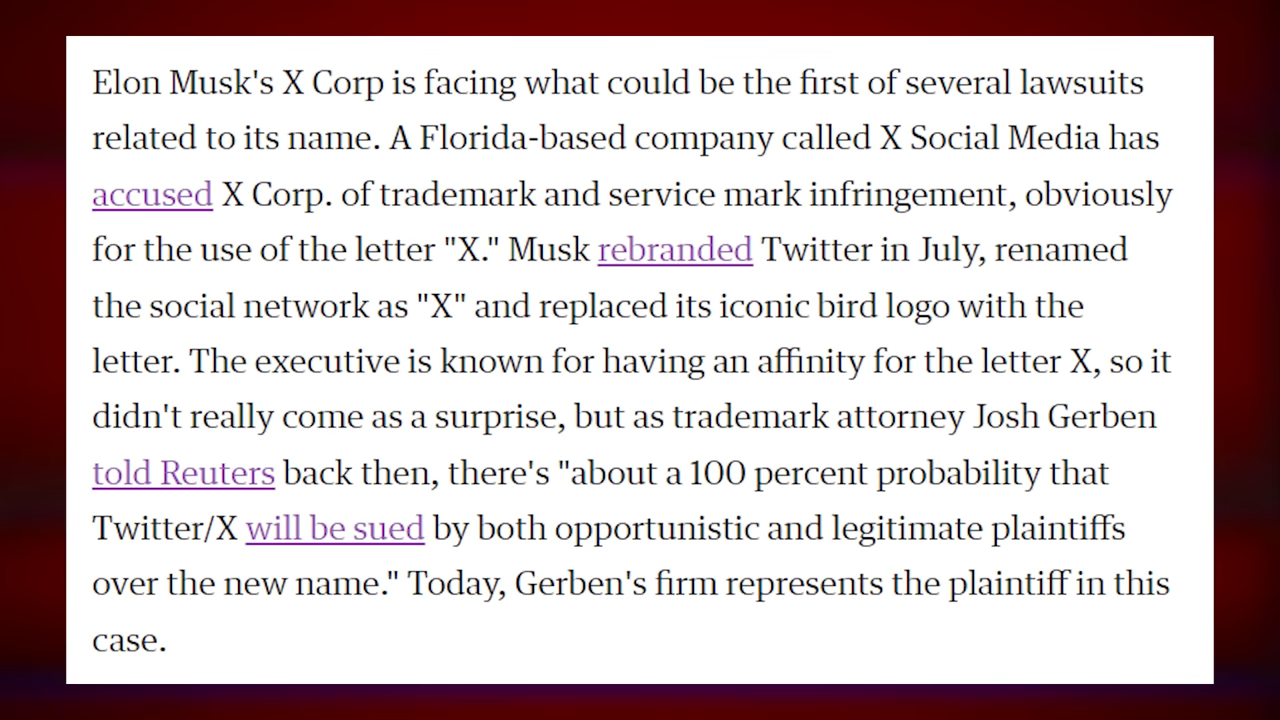 Elon Musk's X Corp is facing what could be the first of several lawsuits
related to its name. A Florida-based company called X Social Media has
accused X Corp. of trademark and service mark infringement, obviously
for the use of the letter "X." Musk rebranded Twitter in July, renamed
the social network as "X" and replaced its iconic bird logo with the
letter. The executive is known for having an affinity for the letter X, so it
didn't really come as a surprise, but as trademark attorney Josh Gerben
told Reuters back then, there's "about a 100 percent probability that
Twitter/X will be sued by both opportunistic and legitimate plaintiffs
over the new name." Today, Gerben's firm represents the plaintiff in this
case.